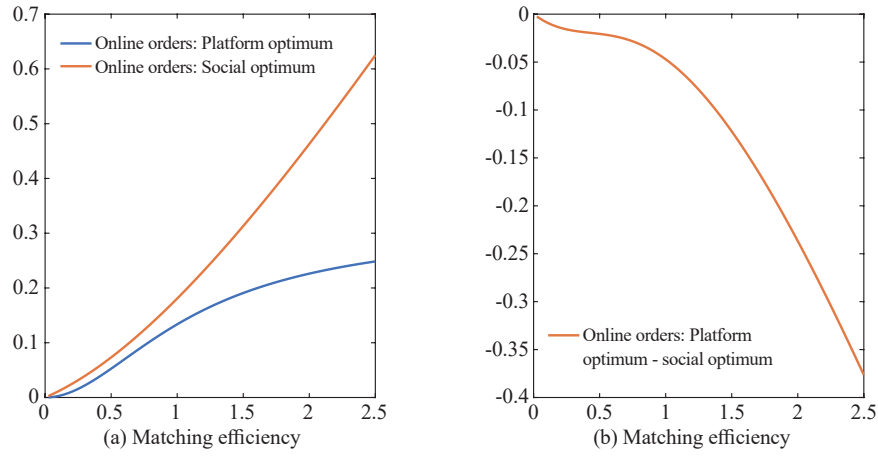 0.7
0.6
0.5
0.4
0.3
0.2
0.1
0
Online orders: Platform optimum
Online orders: Social optimum
0 0.5 1 1.5 2 2.5
(a) Matching efficiency
0
-0.05
-0.1
-0.15
-0.2
-0.25
-0.3
-0.35
-0.4
Online orders: Platform
optimum - social optimum
0 0.5 1 1.5 2 2.5
(b) Matching efficiency